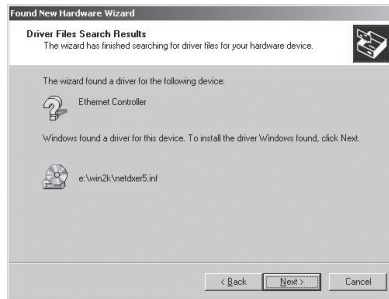 Found New Hardware Wizard
Driver Files Search Results
The wizard has finished searching for driver files for your hardware device.
The wizard found a driver for the following device:
Ethernet Controller
Windows found a driver for this device. To install the driver Windows found, click Next.
e:\win2k\netdxer5.inf
< Back
Next >
Cancel